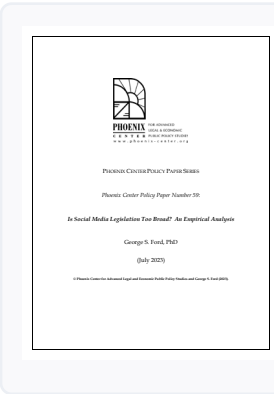 PHOENIX
CENTER
FOR ADVANCED
LEGAL & ECONOMIC
PUBLIC POLICY STUDIES
www.phoenix-center.org
PHOENIX CENTER POLICY PAPER SERIES
Phoenix Center Policy Paper Number 59:
Is Social Media Legislation Too Broad? An Empirical Analysis
George S. Ford, PhD
(July 2023)
© Phoenix Center for Advanced Legal and Economic Public Policy Studies and George S. Ford (2023).